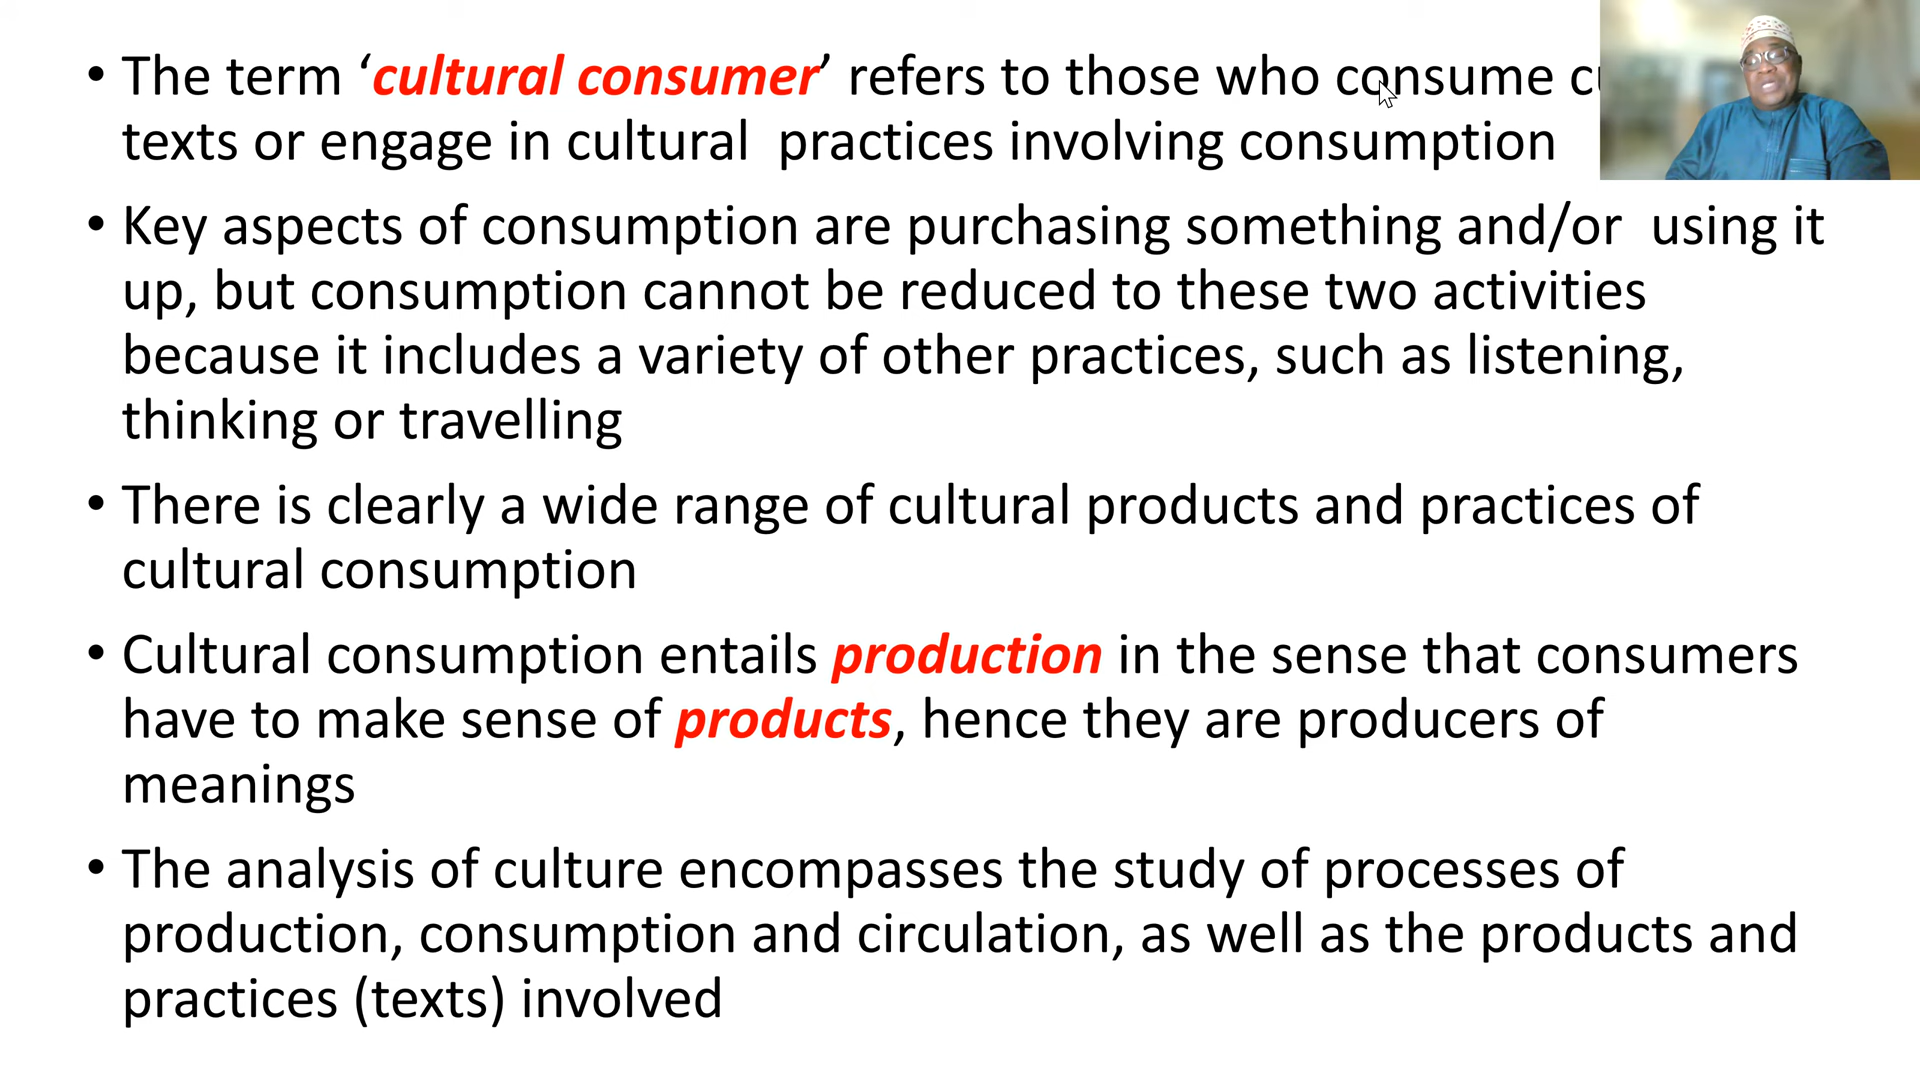 • The term ‘cultural consumer’ refers to those who consume
texts or engage in cultural  practices involving consumption
• Key aspects of consumption are purchasing something and/or  using it
up, but consumption cannot be reduced to these two activities
because it includes a variety of other practices, such as listening,
thinking or travelling
• There is clearly a wide range of cultural products and practices of
cultural consumption
• Cultural consumption entails production in the sense that consumers
have to make sense of products, hence they are producers of
meanings
• The analysis of culture encompasses the study of processes of
production, consumption and circulation, as well as the products and
practices (texts) involved